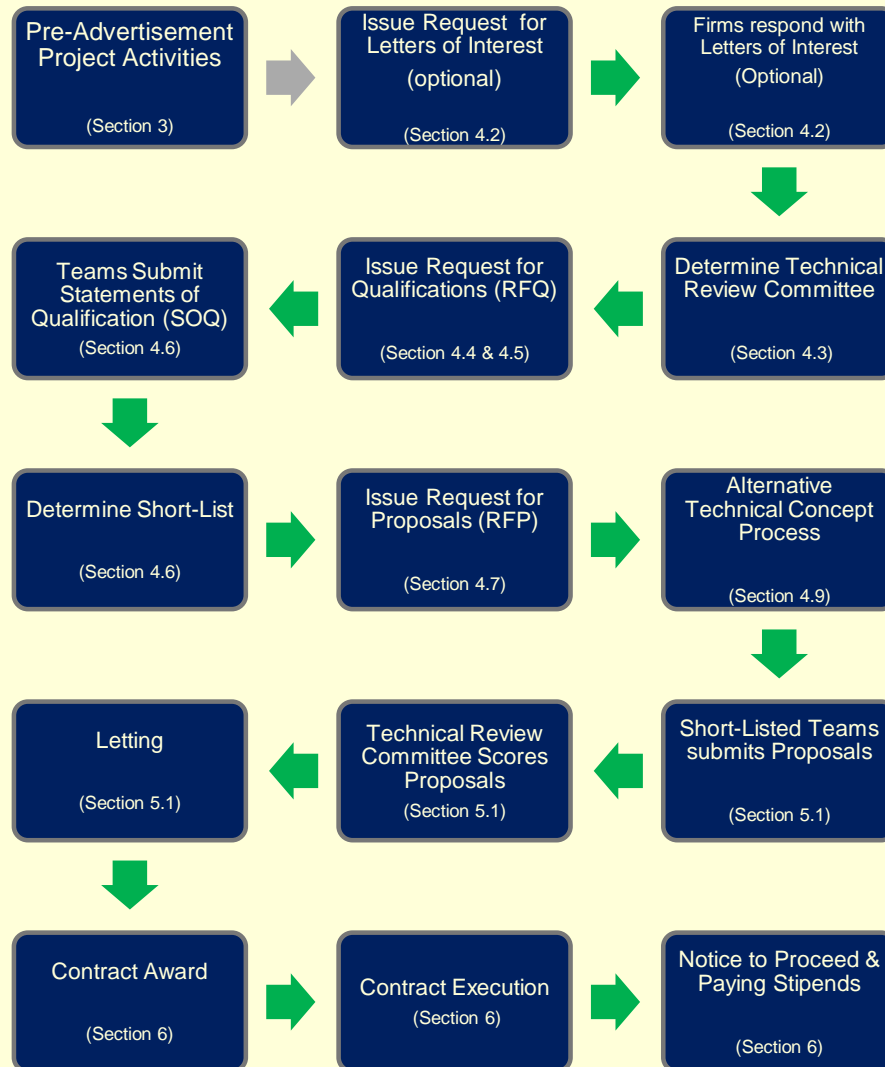 Pre-Advertisement
Project Activities
(Section 3)
Issue Request for
Letters of Interest
(optional)
(Section 4.2)
Firms respond with
Letters of Interest
(Optional)
(Section 4.2)
Determine Technical
Review Committee
(Section 4.3)
Issue Request for
Qualifications (RFQ)
(Section 4.4 & 4.5)
Teams Submit
Statements of
Qualification (SOQ)
(Section 4.6)
Determine Short-List
(Section 4.6)
Issue Request for
Proposals (RFP)
(Section 4.7)
Alternative
Technical Concept
Process
(Section 4.9)
Short-Listed Teams
submits Proposals
(Section 5.1)
Technical Review
Committee Scores
Proposals
(Section 5.1)
Letting
(Section 5.1)
Contract Award
(Section 6)
Contract Execution
(Section 6)
Notice to Proceed &
Paying Stipends
(Section 6)